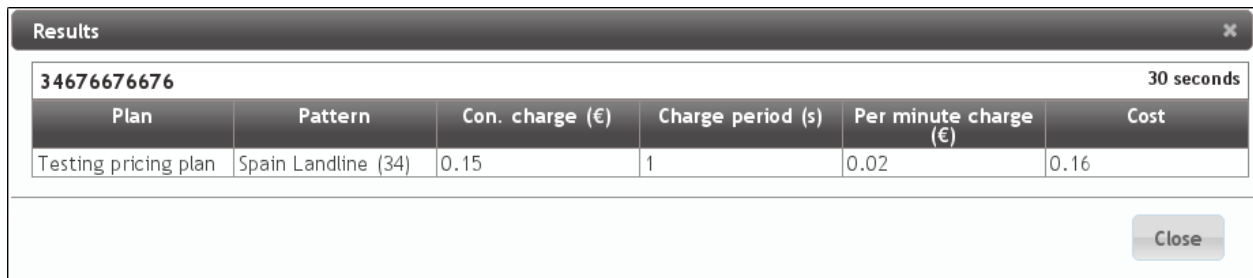 Results
34676676676 30 seconds
Plan Pattern Con. charge (€) Charge period (s) Per minute charge (€) Cost
Testing pricing plan Spain Landline (34) 0.15 1 0.02 0.16
Close